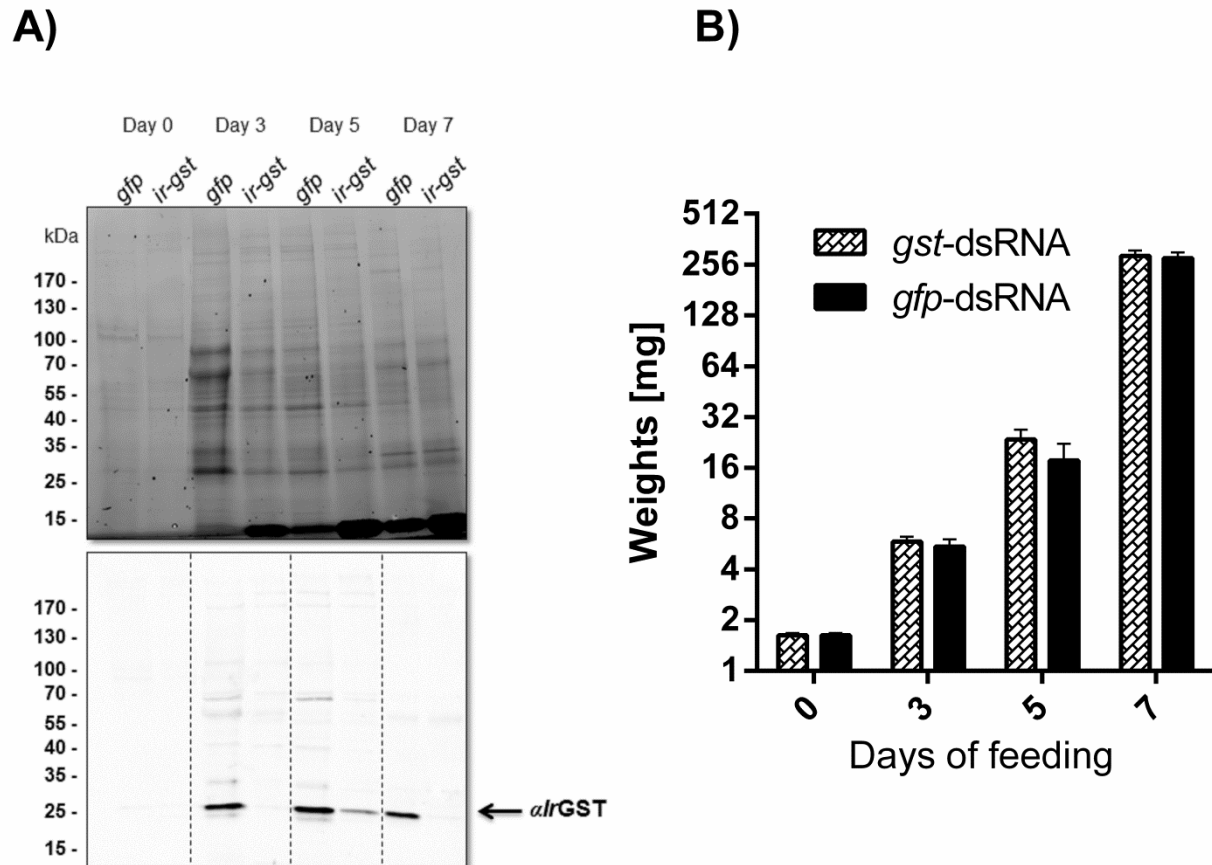 A)
Day 0 Day 3 Day 5 Day 7
gfp ir-gst gfp ir-gst gfp ir-gst gfp ir-gst
kDa
170 -
130 -
100 -
70 -
55 -
40 -
35 -
25 -
15 -
170 -
130 -
100 -
70 -
55 -
40 -
35 -
25 -
15 -
αIrGST
B)
gst-dsRNA
gfp-dsRNA
Weights [mg]
512
256
128
64
32
16
8
4
2
1
0 3 5 7
Days of feeding